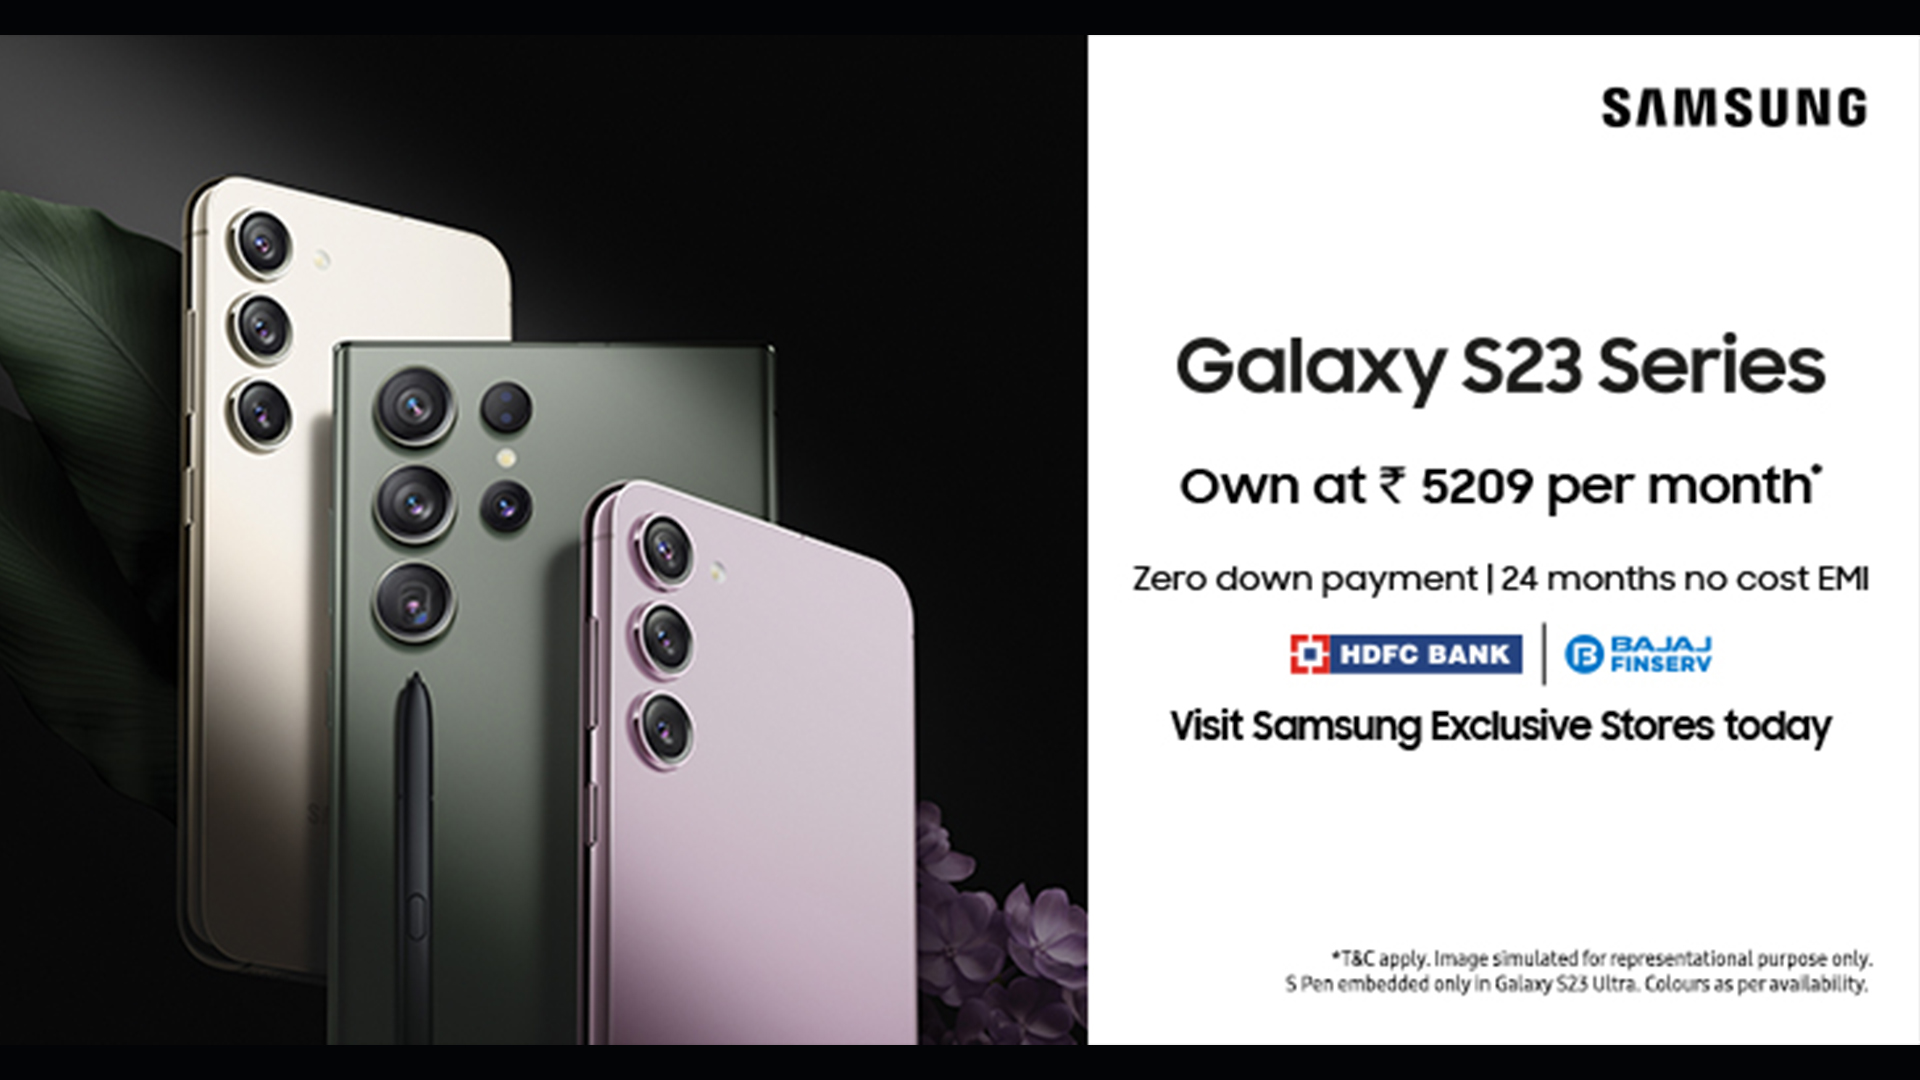 SAMSUNG
Galaxy S23 Series
Own at ₹ 5209 per month*
Zero down payment | 24 months no cost EMI
HDFC BANK | BAJAJ FINSERV
Visit Samsung Exclusive Stores today
*T&C apply. Image simulated for representational purpose only.
S Pen embedded only in Galaxy S23 Ultra. Colours as per availability.